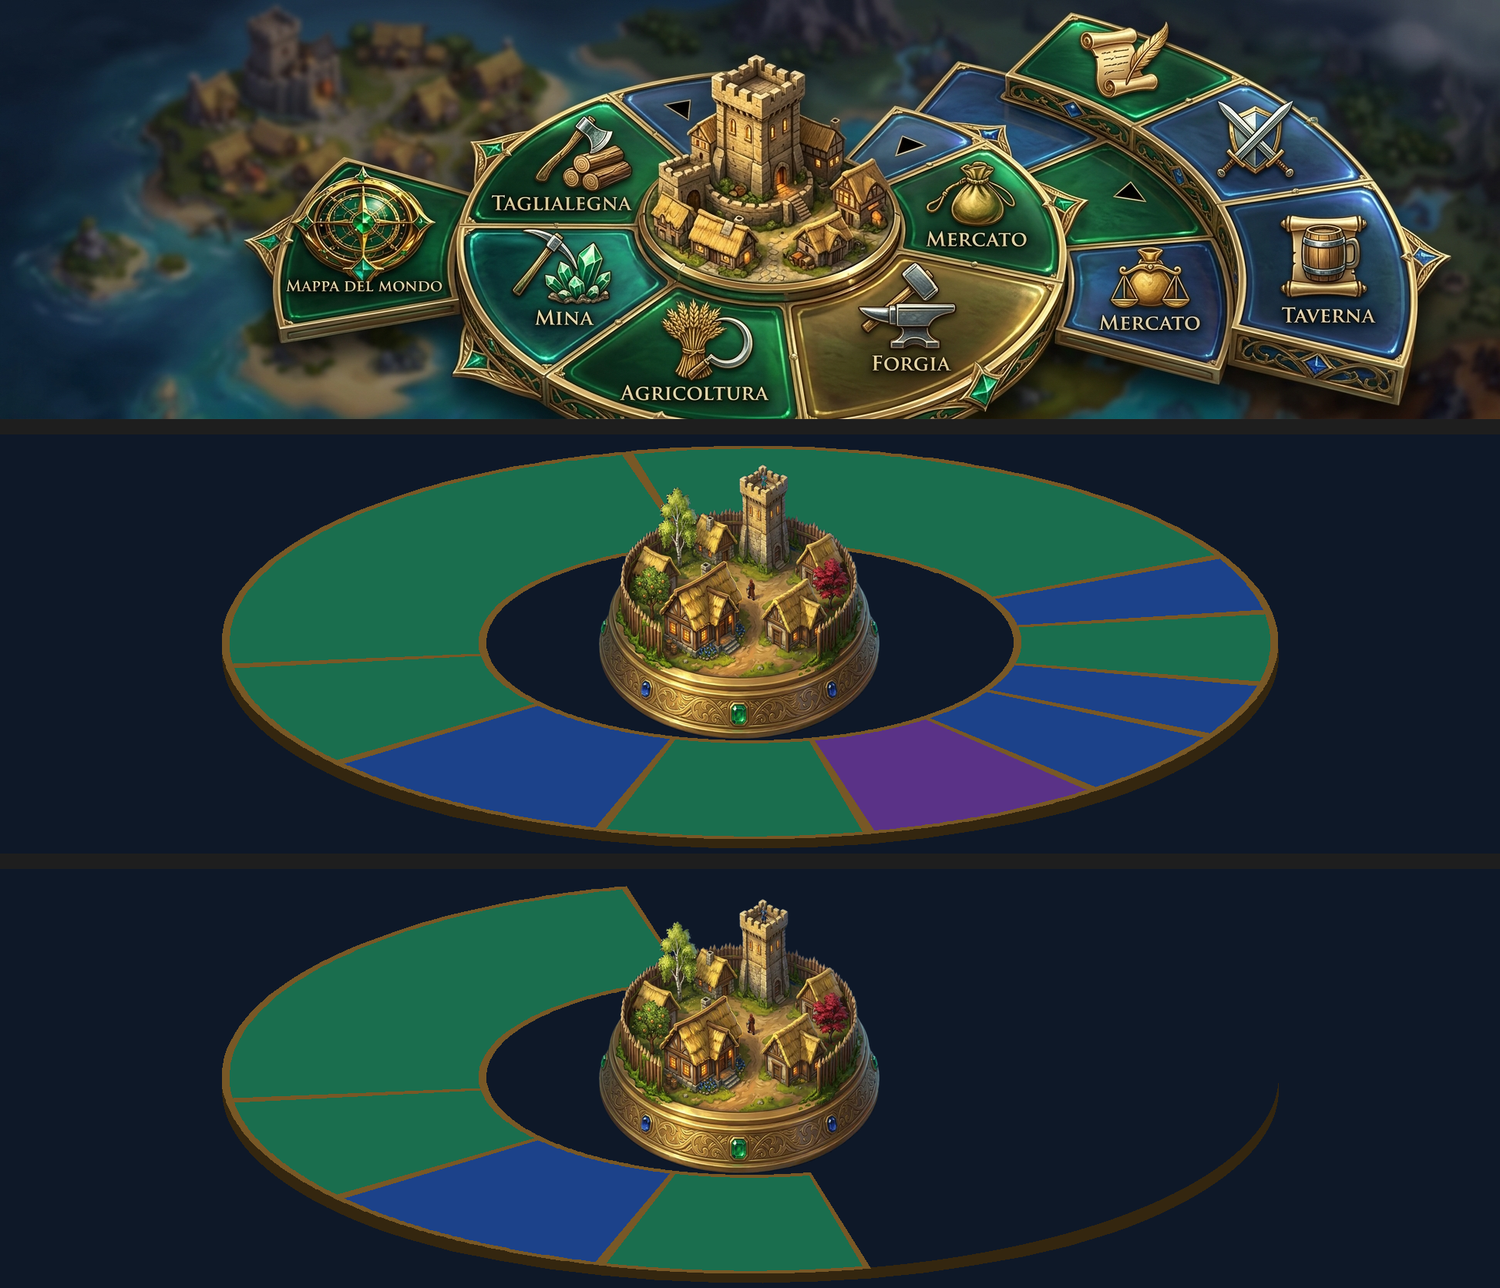 TAGLIALEGNA
MERCATO
MAPPA DEL MONDO
MINA
MERCATO
TAVERNA
FORGIA
AGRICOLTURA